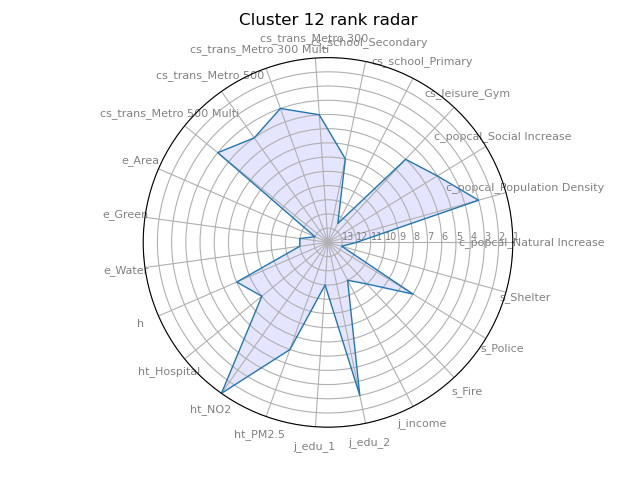 Cluster 12 rank radar
cs_trans_Metro 300
cs_school_Secondary
cs_trans_Metro 300 Multi
cs_school_Primary
cs_trans_Metro 500
cs_leisure_Gym
cs_trans_Metro 500 Multi
c_popcal_Social Increase
e_Area
c_popcal_Population Density
e_Green
13 12 11 10 9 8 7 6 5 4 3 2 1
c_popcal_Natural Increase
e_Water
s_Shelter
h
s_Police
ht_Hospital
s_Fire
ht_NO2
j_income
ht_PM2.5
j_edu_2
j_edu_1